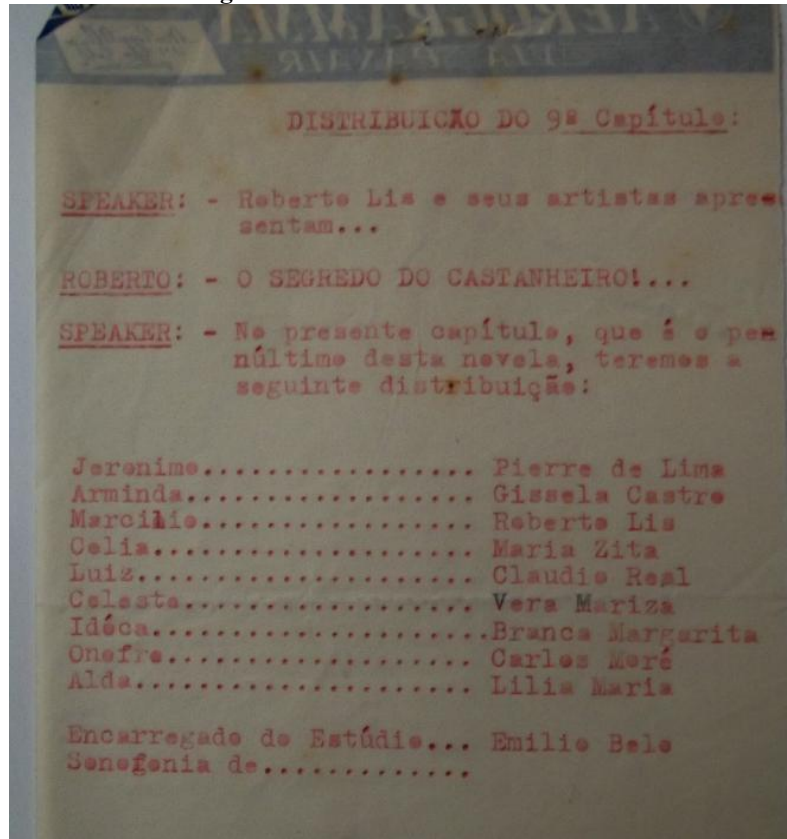 DISTRIBUICÃO DO 9º Capítulo:
SPEAKER: - Roberto Lis e seus artistas apre
sentam...
ROBERTO: - O SEGREDO DO CASTANHEIRO!...
SPEAKER: - No presente capítulo, que é o pe
núltimo desta novela, teremos a
seguinte distribuição:
Jeronimo.................. Pierre de Lima
Arminda................... Gissela Castro
Marcilio.................. Roberto Lis
Celia..................... Maria Zita
Luiz...................... Claudio Real
Celeste................... Vera Mariza
Idéca.....................Branca Margarita
Onofre.................... Carlos Moré
Alda...................... Lilia Maria
Encarregado de Estúdio... Emilio Belo
Sonofonia de..............